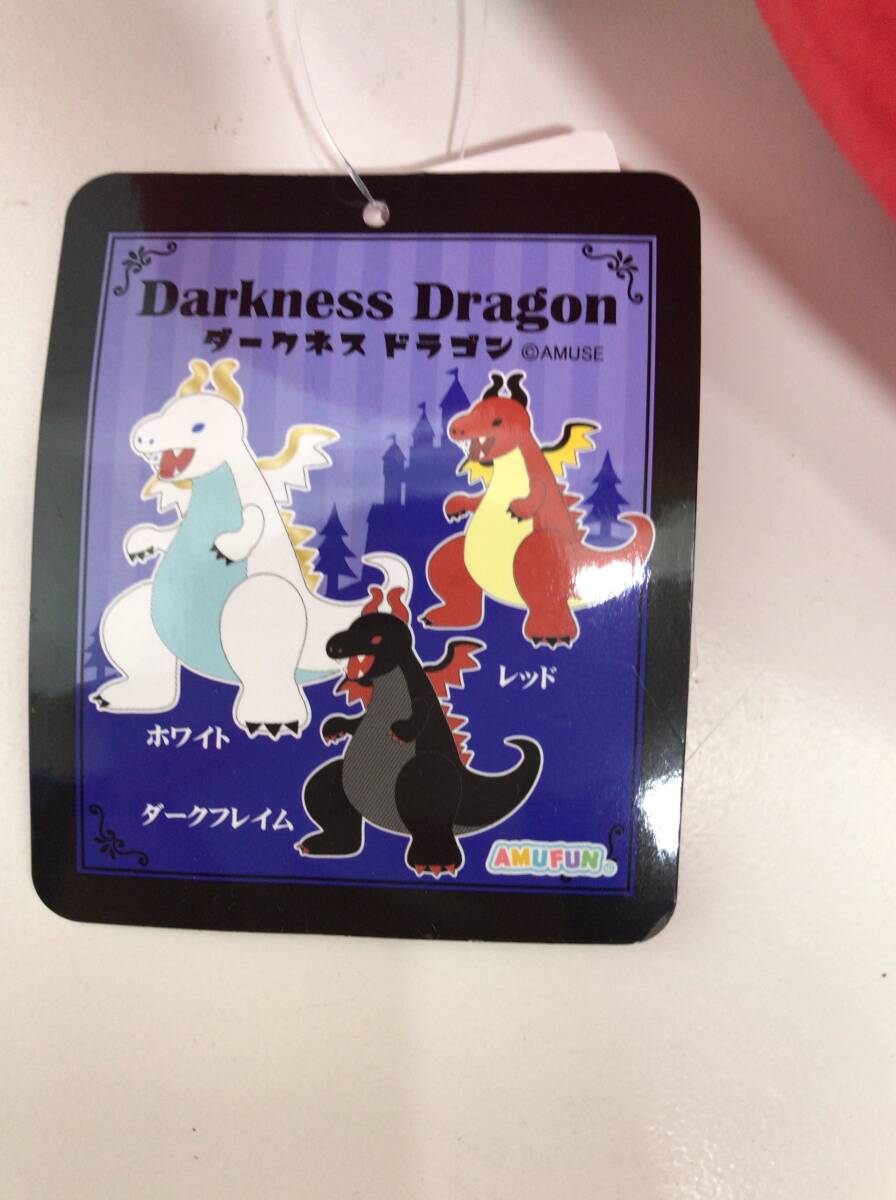 Darkness Dragon
ダークネス ドラゴン ©AMUSE
レッド
ホワイト
ダークフレイム
AMUFUN®